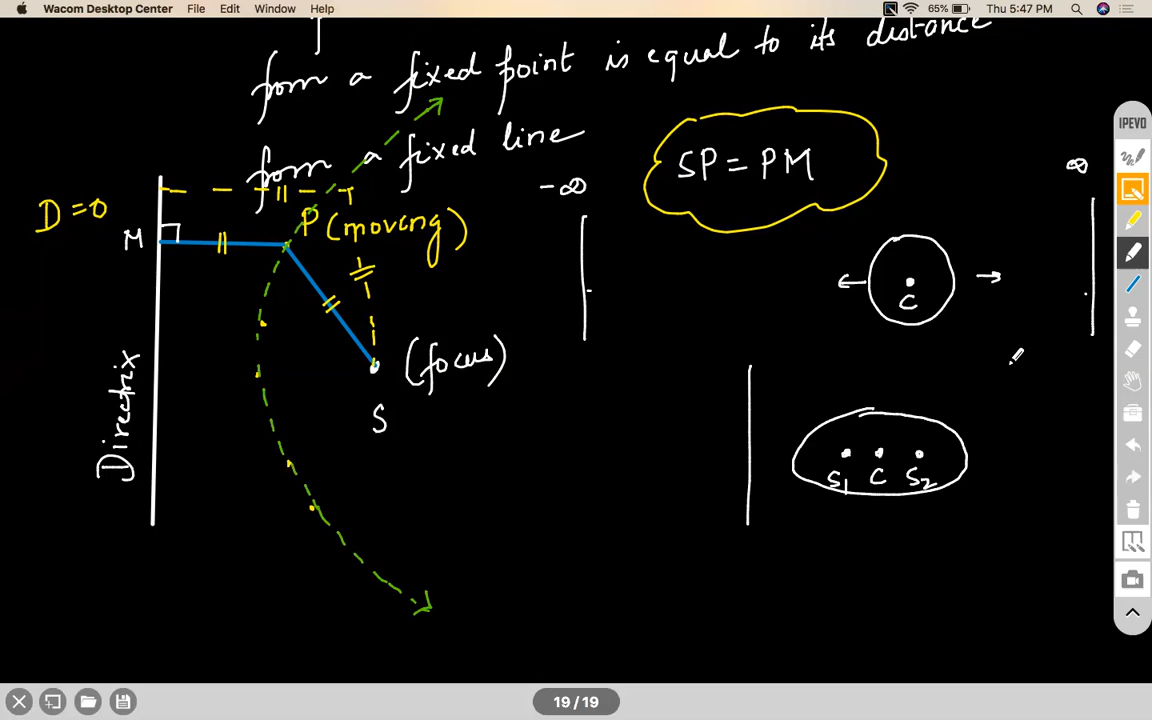 Wacom Desktop Center File Edit Window Help 65% Thu 5:47 PM
from a fixed point is equal to its distance
from a fixed line
SP = PM
-∞
∞
D = 0
M
P (moving)
IPEVO
C
(focus)
S
Directrix
S1 C S2
19 / 19